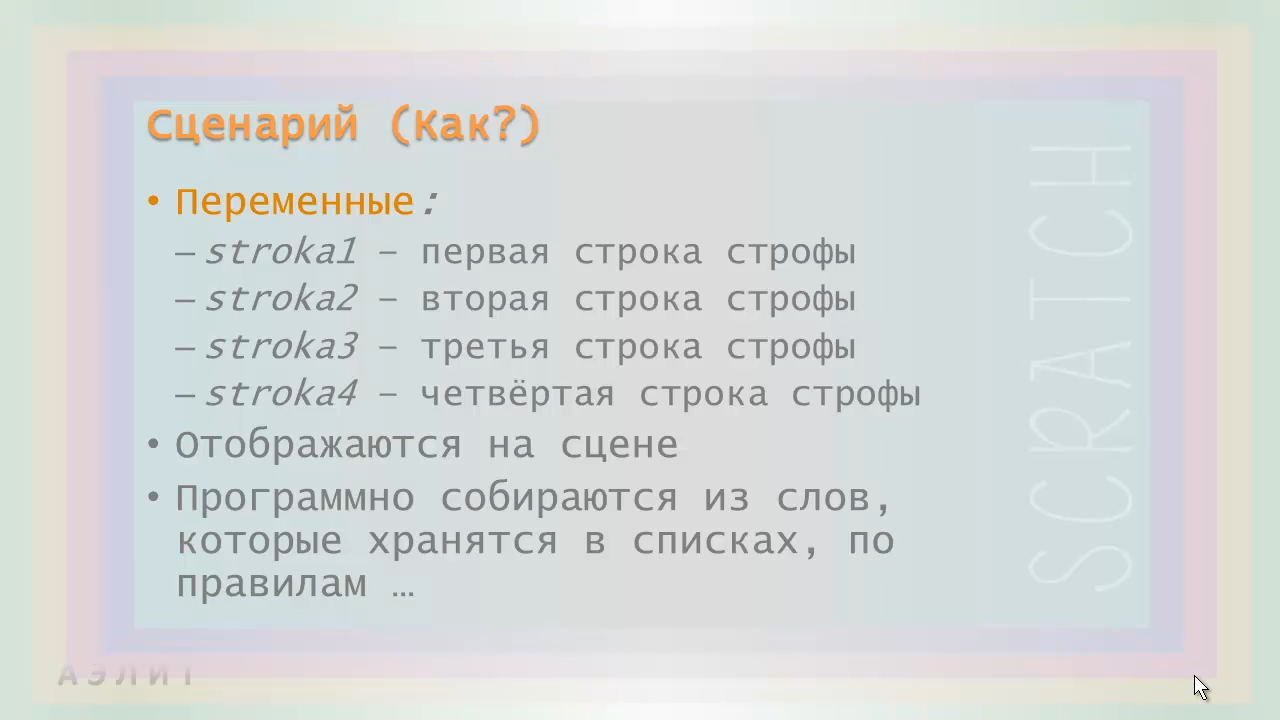 Сценарий (Как?)
• Переменные:
– stroka1 – первая строка строфы
– stroka2 – вторая строка строфы
– stroka3 – третья строка строфы
– stroka4 – четвёртая строка строфы
• Отображаются на сцене
• Программно собираются из слов,
которые хранятся в списках, по
правилам …
SCRATCH
АЭЛИТ